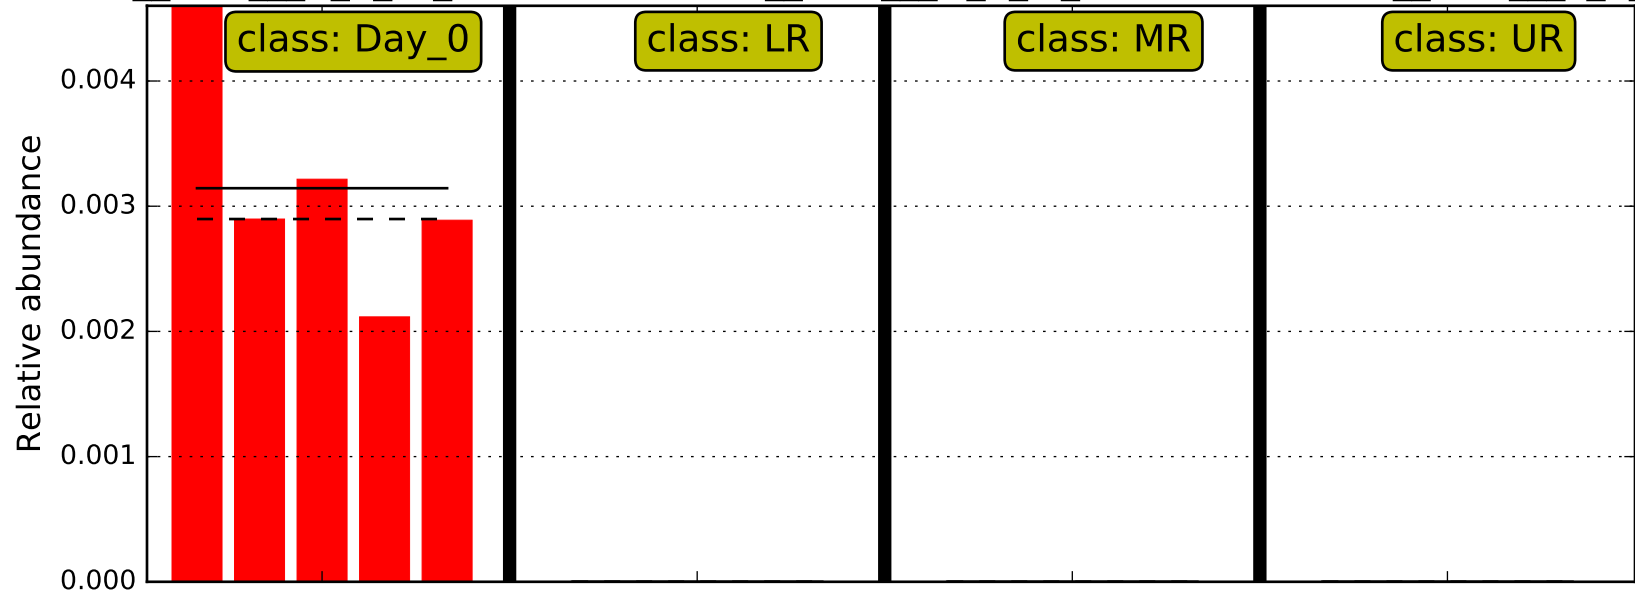 class: Day_0
class: LR
class: MR
class: UR
0.004
0.003
0.002
0.001
0.000
Relative abundance